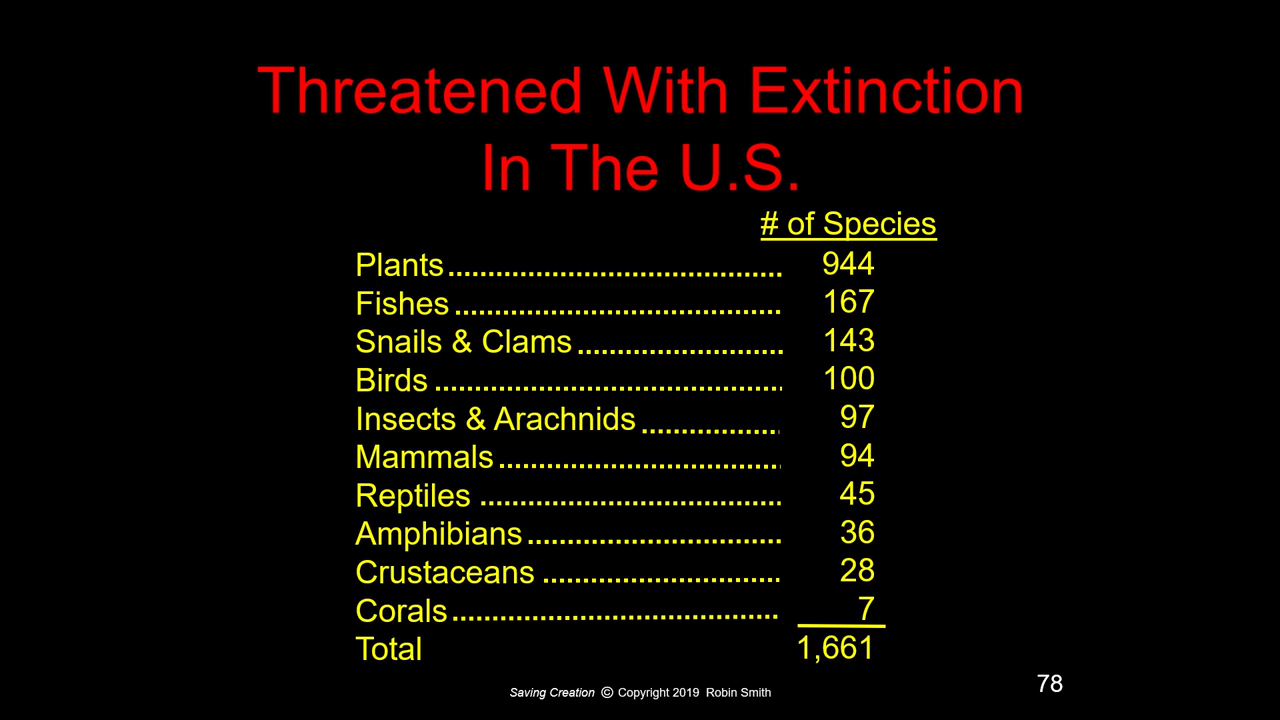 Threatened With Extinction
In The U.S.
# of Species
Plants........................................ 944
Fishes....................................... 167
Snails & Clams.......................... 143
Birds.......................................... 100
Insects & Arachnids................. 97
Mammals.................................. 94
Reptiles.................................... 45
Amphibians............................... 36
Crustaceans............................. 28
Corals....................................... 7
Total 1,661
Saving Creation © Copyright 2019 Robin Smith
78